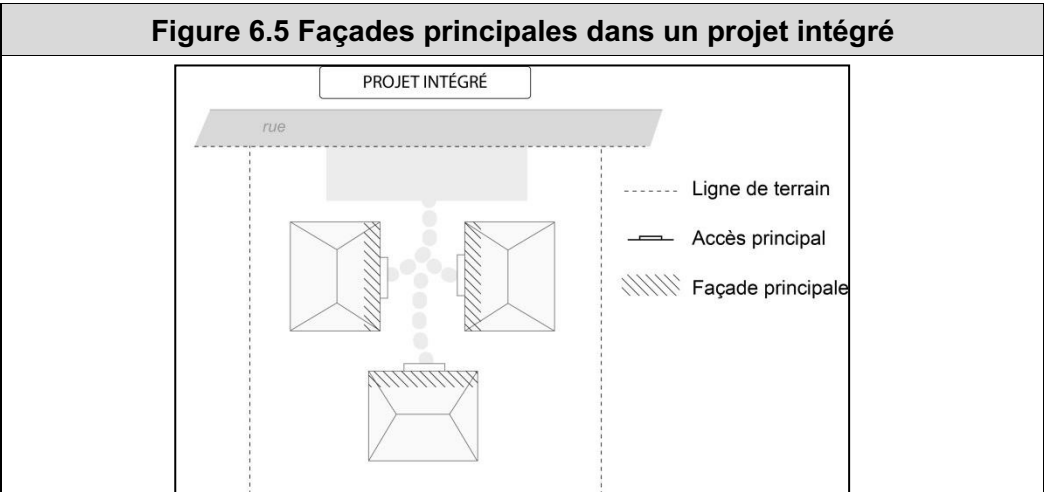 Figure 6.5 Façades principales dans un projet intégré
PROJET INTÉGRÉ
rue
Ligne de terrain
Accès principal
Façade principale